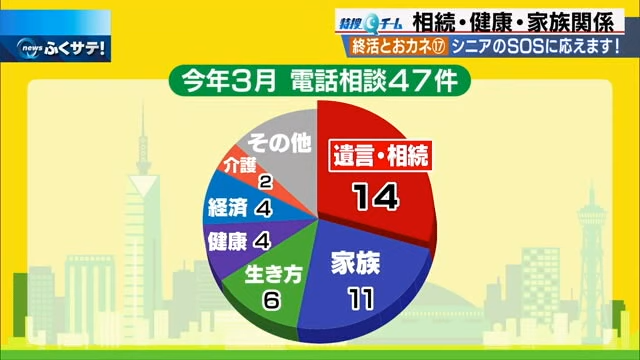 news ふくサテ!
特捜Qチーム 相続・健康・家族関係
終活とおカネ⑰ シニアのSOSに応えます!
今年3月 電話相談47件
遺言・相続
14
家族
11
生き方
6
健康 4
経済 4
介護
2
その他